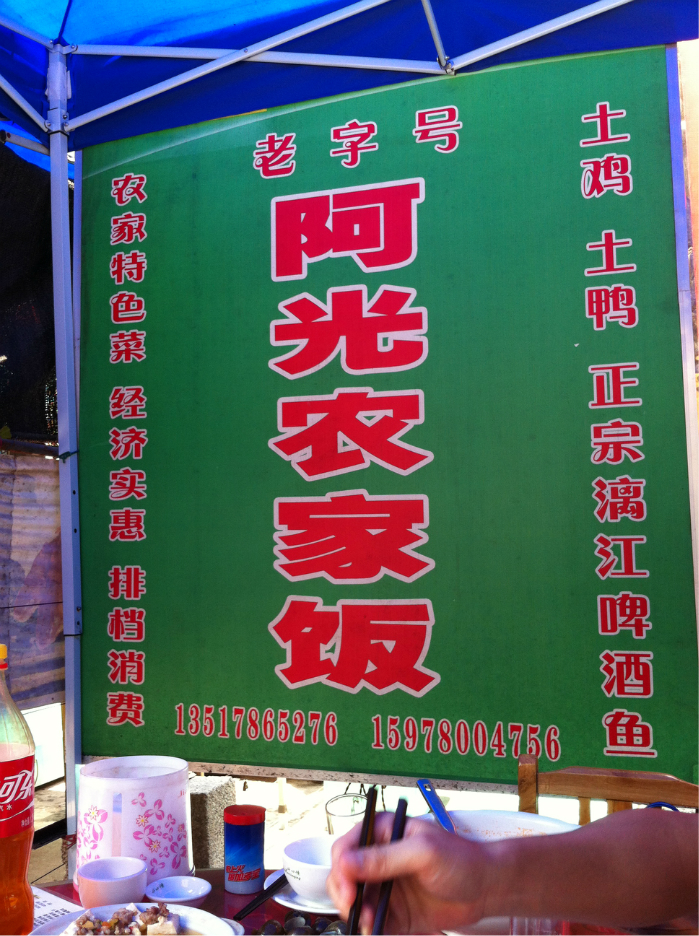 老字号
阿光农家饭
农家特色菜 经济实惠 排档消费
土鸡 土鸭 正宗漓江啤酒鱼
13517865276 15978004756